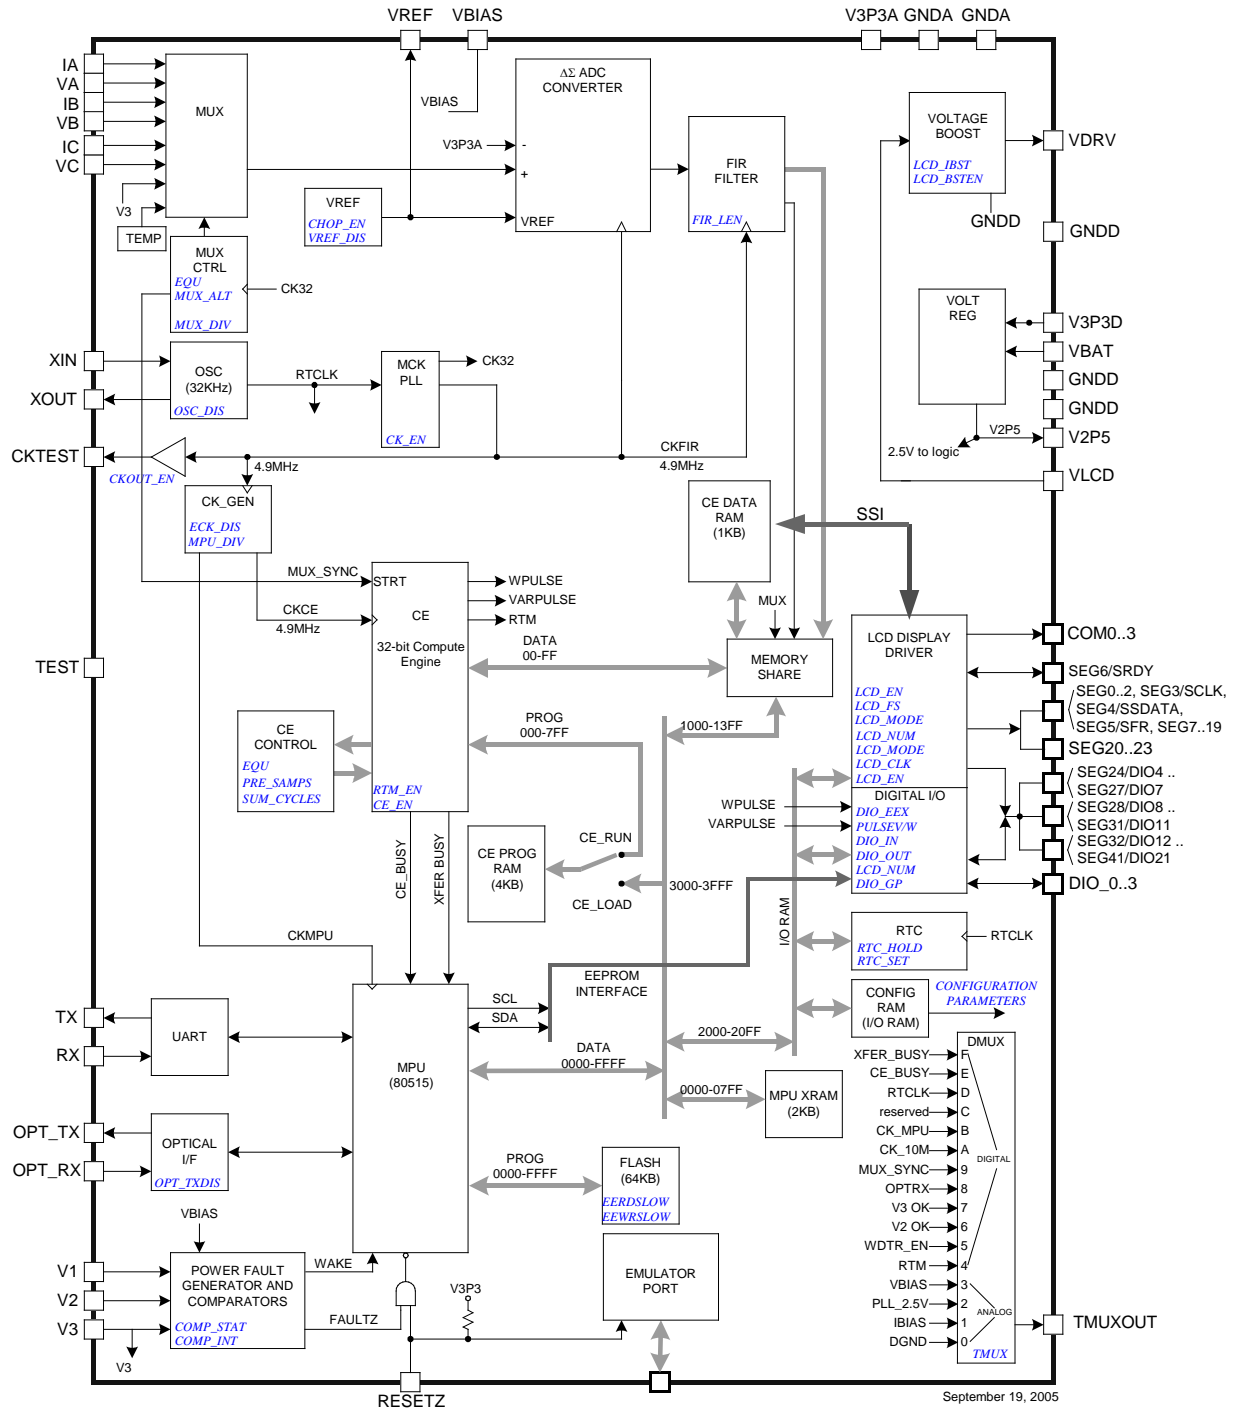 VREF VBIAS V3P3A GNDA GNDA
IA
VA
IB
VB
IC
VC
MUX
V3
TEMP
VBIAS
V3P3A
ΔΣ ADC
CONVERTER
-
+
VREF
VREF
CHOP_EN
VREF_DIS
FIR
FILTER
FIR_LEN
VOLTAGE
BOOST
LCD_IBST
LCD_BSTEN
GNDD
VDRV
GNDD
MUX
CTRL
EQU
MUX_ALT
MUX_DIV
CK32
VOLT
REG
V3P3D
VBAT
GNDD
GNDD
V2P5
V2P5
2.5V to logic
VLCD
XIN
XOUT
OSC
(32KHz)
OSC_DIS
RTCLK
MCK
PLL
CK_EN
CK32
CKTEST
CKOUT_EN
4.9MHz
CKFIR
4.9MHz
CK_GEN
ECK_DIS
MPU_DIV
CE DATA
RAM
(1KB)
SSI
MUX_SYNC
CKCE
4.9MHz
STRT
CE
32-bit Compute
Engine
RTM_EN
CE_EN
WPULSE
VARPULSE
RTM
DATA
00-FF
MUX
MEMORY
SHARE
TEST
LCD DISPLAY
DRIVER
LCD_EN
LCD_FS
LCD_MODE
LCD_NUM
LCD_MODE
LCD_CLK
LCD_EN
DIGITAL I/O
DIO_EEX
PULSEV/W
DIO_IN
DIO_OUT
LCD_NUM
DIO_GP
COM0..3
SEG6/SRDY
SEG0..2, SEG3/SCLK,
SEG4/SSDATA,
SEG5/SFR, SEG7..19
SEG20..23
SEG24/DIO4 ..
SEG27/DIO7
SEG28/DIO8 ..
SEG31/DIO11
SEG32/DIO12 ..
SEG41/DIO21
DIO_0..3
CE
CONTROL
EQU
PRE_SAMPS
SUM_CYCLES
PROG
000-7FF
1000-13FF
WPULSE
VARPULSE
CE_BUSY
XFER BUSY
CE PROG
RAM
(4KB)
CE_RUN
CE_LOAD
3000-3FFF
I/O RAM
CKMPU
RTC
RTC_HOLD
RTC_SET
RTCLK
EEPROM
INTERFACE
CONFIG
RAM
(I/O RAM)
CONFIGURATION
PARAMETERS
TX
RX
UART
MPU
(80515)
SCL
SDA
DATA
0000-FFFF
2000-20FF
0000-07FF
MPU XRAM
(2KB)
OPT_TX
OPT_RX
OPTICAL
I/F
OPT_TXDIS
PROG
0000-FFFF
FLASH
(64KB)
EERDSLOW
EEWRSLOW
DMUX
XFER_BUSY F
CE_BUSY E
RTCLK D
reserved C
CK_MPU B
CK_10M A
MUX_SYNC 9
OPTRX 8
V3 OK 7
V2 OK 6
WDTR_EN 5
RTM 4
VBIAS 3
PLL_2.5V 2
IBIAS 1
DGND 0
DIGITAL
ANALOG
TMUX
TMUXOUT
VBIAS
V1
V2
V3
V3
POWER FAULT
GENERATOR AND
COMPARATORS
COMP_STAT
COMP_INT
WAKE
FAULTZ
V3P3
EMULATOR
PORT
RESETZ
September 19, 2005